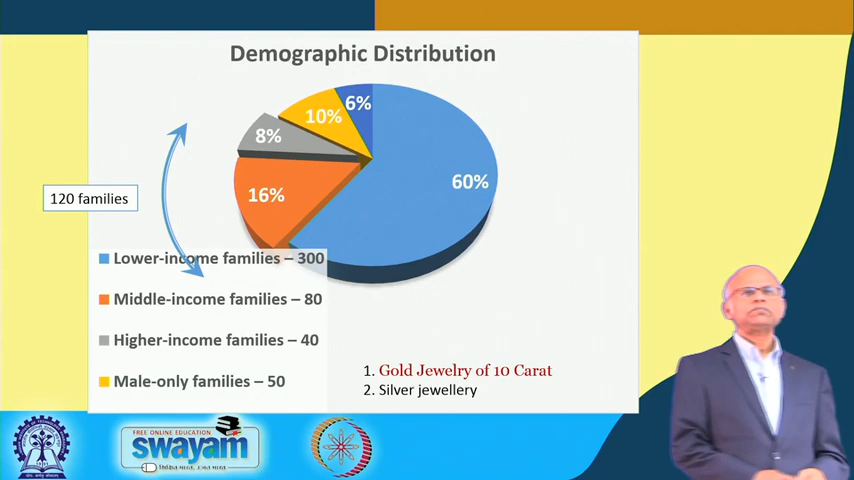 Demographic Distribution
6%
10%
8%
60%
16%
120 families
Lower-income families – 300
Middle-income families – 80
Higher-income families – 40
Male-only families – 50
1. Gold Jewelry of 10 Carat
2. Silver jewellery
FREE ONLINE EDUCATION
swayam